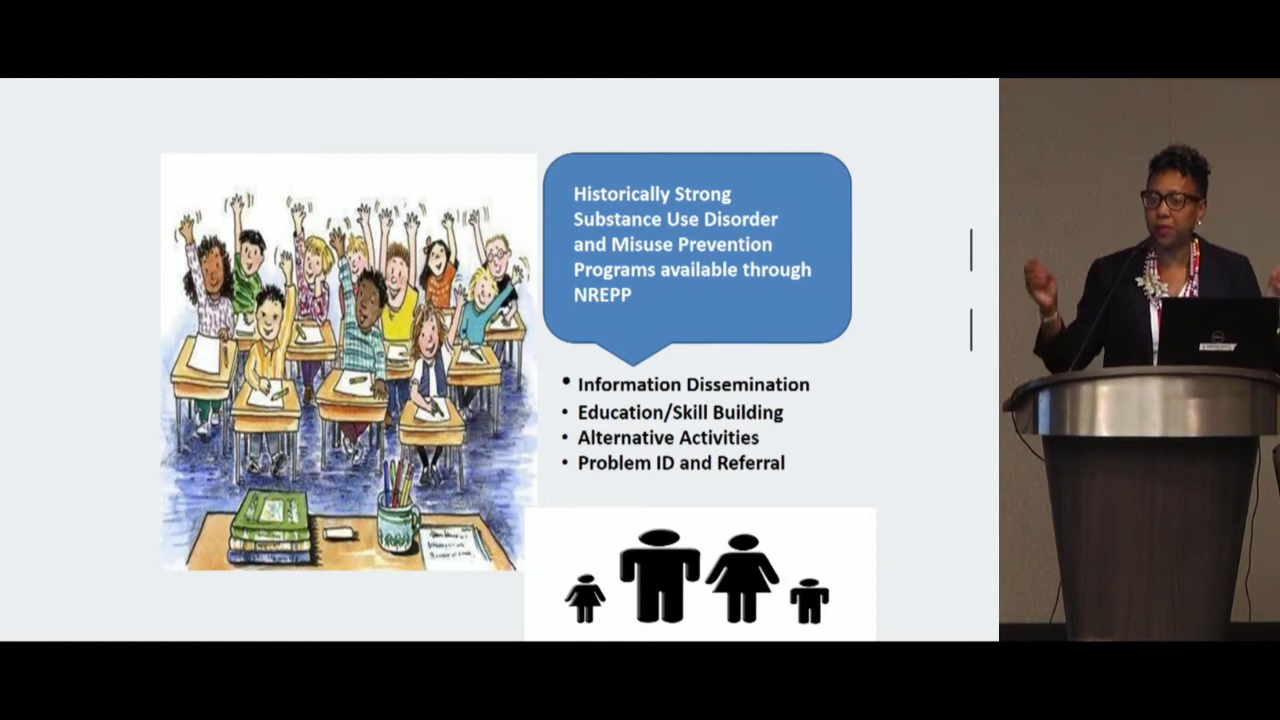 Historically Strong
Substance Use Disorder
and Misuse Prevention
Programs available through
NREPP
• Information Dissemination
• Education/Skill Building
• Alternative Activities
• Problem ID and Referral